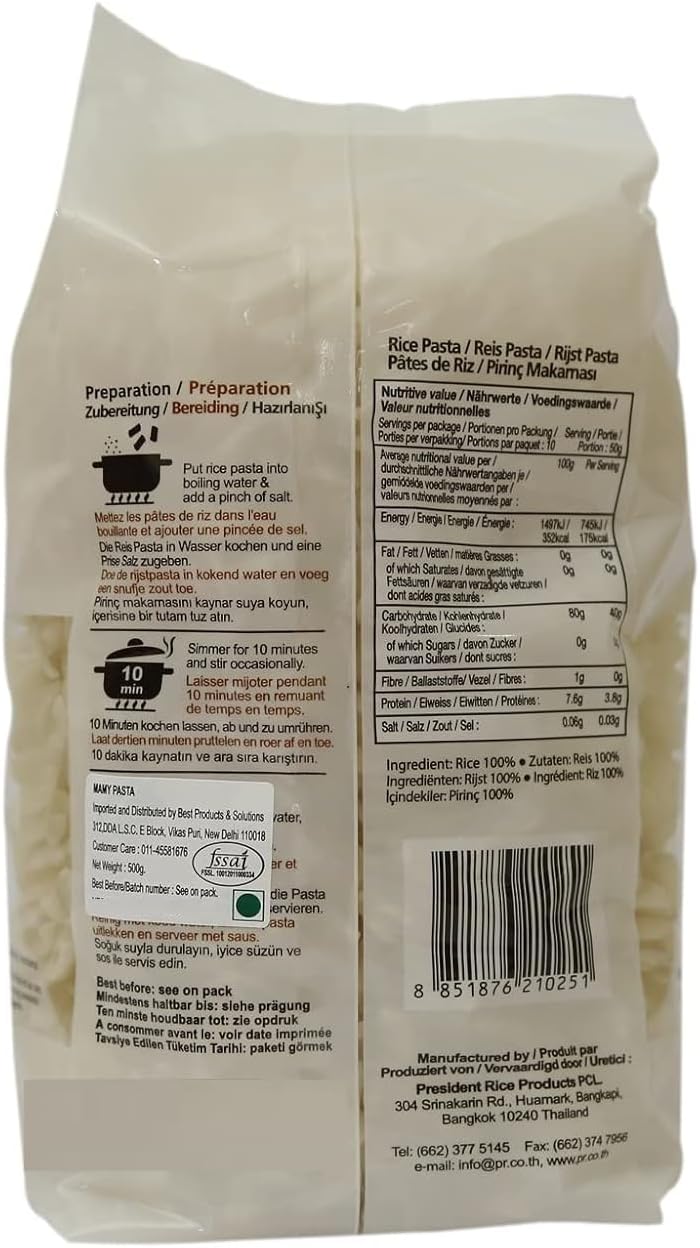 Preparation / Préparation
Zubereitung / Bereiding / HazırlanıŞı
Put rice pasta into
boiling water &
add a pinch of salt.
Mettez les pâtes de riz dans l'eau
bouillante et ajouter une pincée de sel.
Die Reis Pasta in Wasser kochen und eine
Prise Salz zugeben.
Doe de rijstpasta in kokend water en voeg
een snufje zout toe.
Pirinç makamasını kaynar suya koyun,
içerisine bir tutam tuz atın.
10
min
Simmer for 10 minutes
and stir occasionally.
Laisser mijoter pendant
10 minutes en remuant
de temps en temps.
10 Minuten kochen lassen, ab und zu umrühren.
Laat dertien minuten pruttelen en roer af en toe.
10 dakika kaynatın ve ara sıra karıştırın.
MAMY PASTA
Imported and Distributed by Best Products & Solutions
312,DDA L.S.C. E Block, Vikas Puri, New Delhi 110018
Customer Care : 011-45581676
fssai
FSSL. 10012011000334
Net Weight : 500g.
Best Before/Batch number : See on pack.
vater,
er et
die Pasta
servieren.
asta
uitlekken en serveer met saus.
Soğuk suyla durulayın, iyice süzün ve
sos ile servis edin.
Best before: see on pack
Mindestens haltbar bis: siehe prägung
Ten minste houdbaar tot: zie opdruk
A consommer avant le: voir date imprimée
Tavsiye Edilen Tüketim Tarihi: paketi görmek
Rice Pasta / Reis Pasta / Rijst Pasta
Pâtes de Riz / Pirinç Makarnası
Nutritive value / Nährwerte / Voedingswaarde /
Valeur nutritionnelles
Servings per package / Portionen pro Packung / Serving / Portie /
Porties per verpakking/ Portions par paquet : 10 Portion : 50g
Average nutritional value per / 100g Per Serving
durchschnittliche Nährwertangaben je /
gemiddelde voedingswaarden per /
valeurs nutrionnelles moyennés par :
Energy / Energie / Energie / Énergie : 1497kJ / 745kJ /
352kcal 175kcal
Fat / Fett / Vetten / matières Grasses : 0g 0g
of which Saturates / davon gesättigte 0g 0g
Fettsäuren / waarvan verzadigde vetzuren /
dont acides gras saturés :
Carbohydrate / Kohlenhydrate / 80g 40g
Koolhydraten / Glucides :
of which Sugars / davon Zucker / 0g
waarvan Suikers / dont sucres :
Fibre / Ballaststoffe/ Vezel / Fibres : 1g 0g
Protein / Eiweiss / Eiwitten / Protéines : 7.6g 3.8g
Salt / Salz / Zout / Sel : 0.06g 0.03g
Ingredient: Rice 100% • Zutaten: Reis 100%
Ingrediënten: Rijst 100% • Ingrédient: Riz 100%
İçindekiler: Pirinç 100%
8 851876 210251
Manufactured by / Produit par
Produziert von / Vervaardigd door / Uretici :
President Rice Products PCL.
304 Srinakarin Rd., Huamark, Bangkapi,
Bangkok 10240 Thailand
Tel: (662) 377 5145 Fax: (662) 374 7956
e-mail: info@pr.co.th, www.pr.co.th